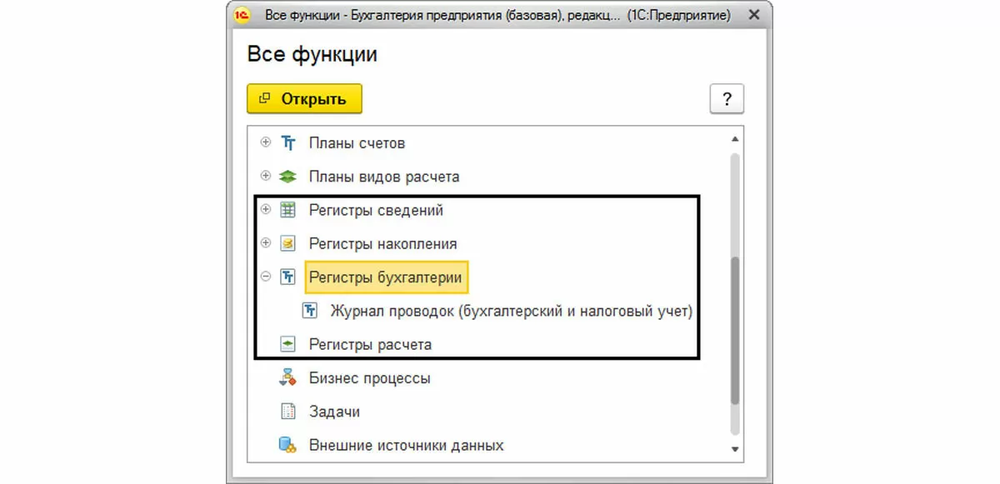 1С Все функции - Бухгалтерия предприятия (базовая), редакц... (1С:Предприятие)
Все функции
Открыть ?
Планы счетов
Планы видов расчета
Регистры сведений
Регистры накопления
Регистры бухгалтерии
Журнал проводок (бухгалтерский и налоговый учет)
Регистры расчета
Бизнес процессы
Задачи
Внешние источники данных